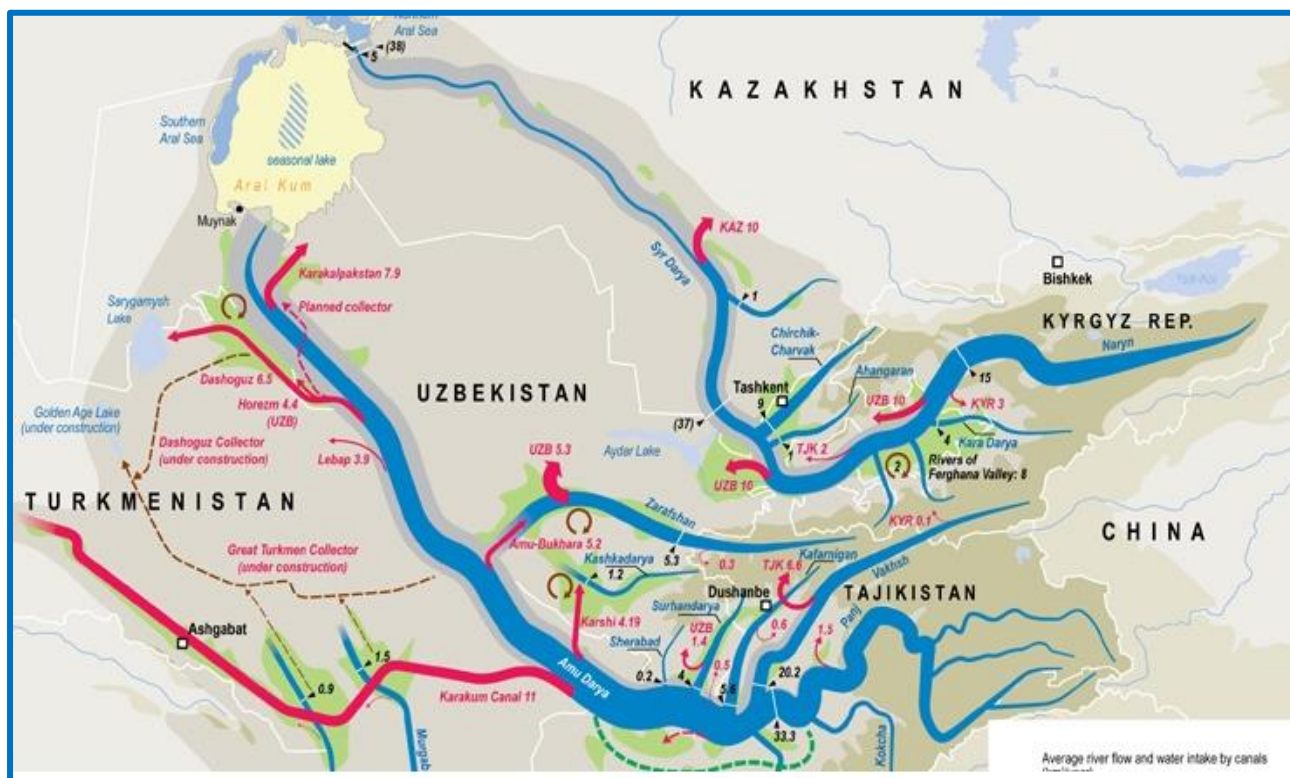 Aral Sea
(38)
5
KAZAKHSTAN
Southern
Aral Sea
seasonal lake
Aral Kum
Muynak
KAZ 10
Syr Darya
Bishkek
Karakalpakstan 7.9
Planned collector
Sarygamysh
Lake
1
KYRGYZ REP.
Naryn
Chirchik-
Charvak
Ahangaran
Tashkent
15
UZBEKISTAN
Dashoguz 6.5
Horezm 4.4
(UZB)
UZB 10
KYR 3
9
Golden Age Lake
(under construction)
(37)
Kara Darya
Dashoguz Collector
(under construction)
Lebap 3.9
UZB 5.3
Aydar Lake
TJK 2
1
4
2
Rivers of
Ferghana Valley: 8
UZB 10
TURKMENISTAN
Zarafshan
KYR 0.1
CHINA
Amu-Bukhara 5.2
Great Turkmen Collector
(under construction)
Kashkadarya
1.2
5.3
0.3
Kafarnigan
TJK 6.6
Vakhsh
Dushanbe
TAJIKISTAN
Surhandarya
Panj
Ashgabat
Karshi 4.19
Sherabad
UZB
1.4
0.6
1.5
0.5
1.5
0.9
Amu Darya
0.2
4
5.6
20.2
Karakum Canal 11
33.3
Murgab
Kokcha
Average river flow and water intake by canals